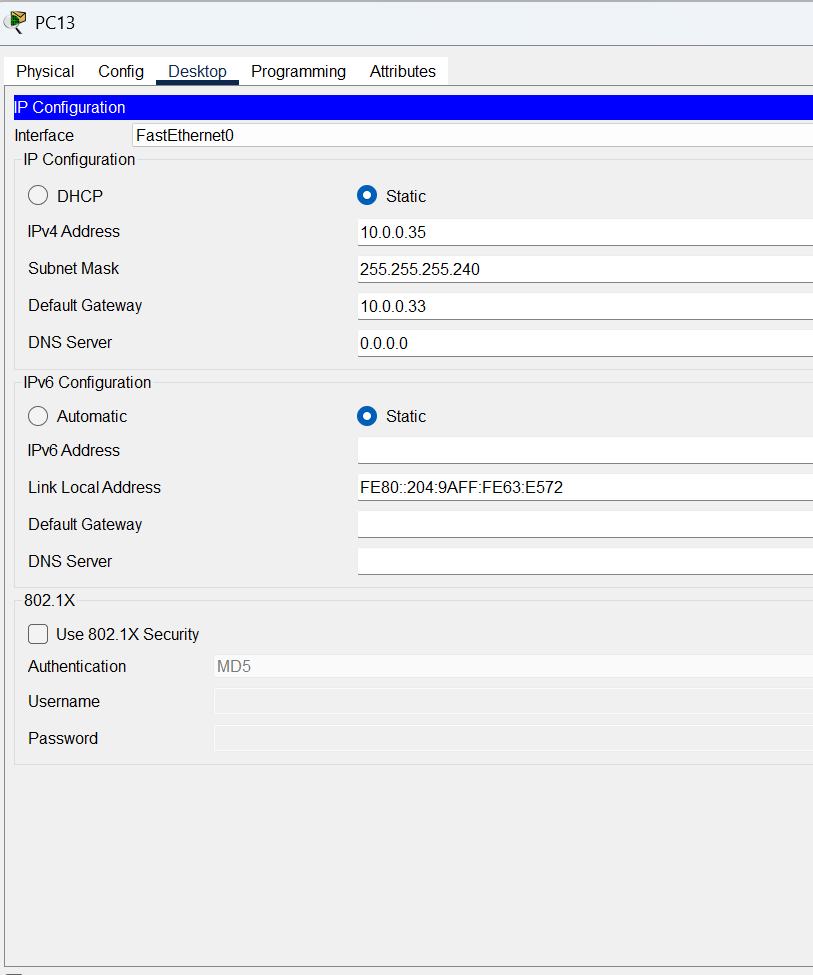 PC13
Physical Config Desktop Programming Attributes
IP Configuration
Interface FastEthernet0
IP Configuration
DHCP Static
IPv4 Address 10.0.0.35
Subnet Mask 255.255.255.240
Default Gateway 10.0.0.33
DNS Server 0.0.0.0
IPv6 Configuration
Automatic Static
IPv6 Address
Link Local Address FE80::204:9AFF:FE63:E572
Default Gateway
DNS Server
802.1X
Use 802.1X Security
Authentication MD5
Username
Password